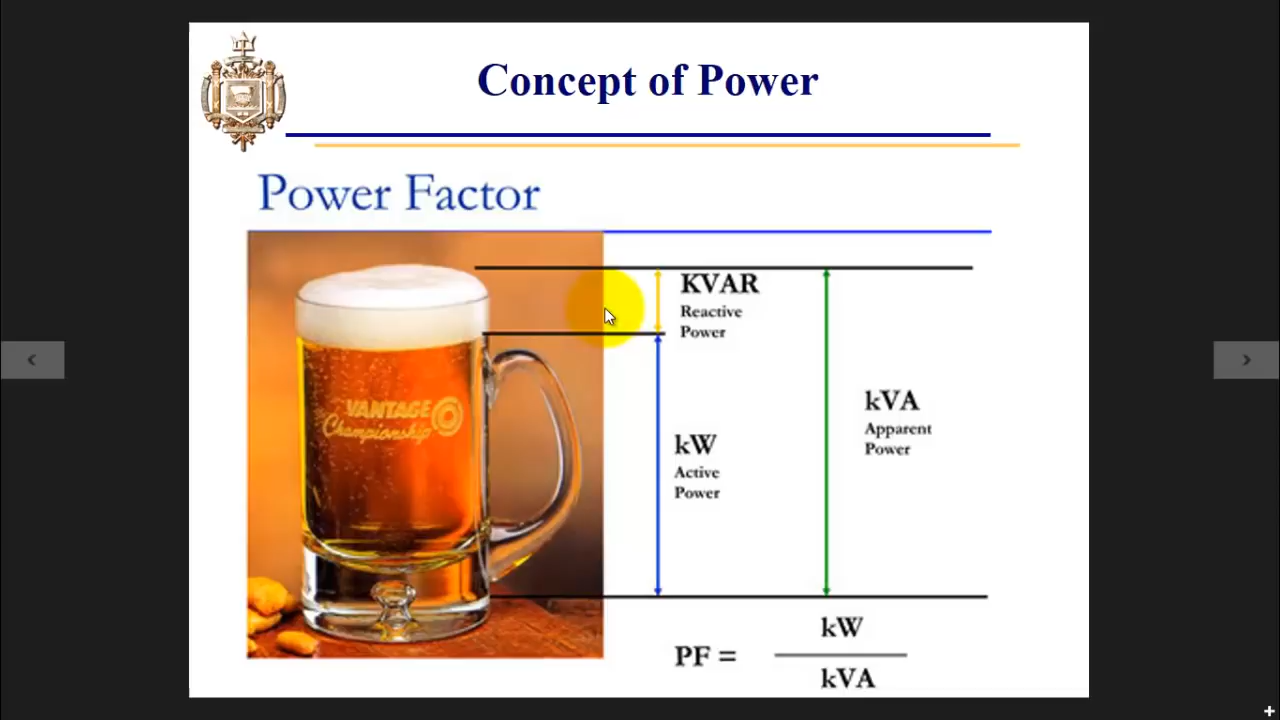 Concept of Power
Power Factor
KVAR
Reactive
Power
kVA
Apparent
Power
VANTAGE
Championship
kW
Active
Power
kW
PF =
kVA